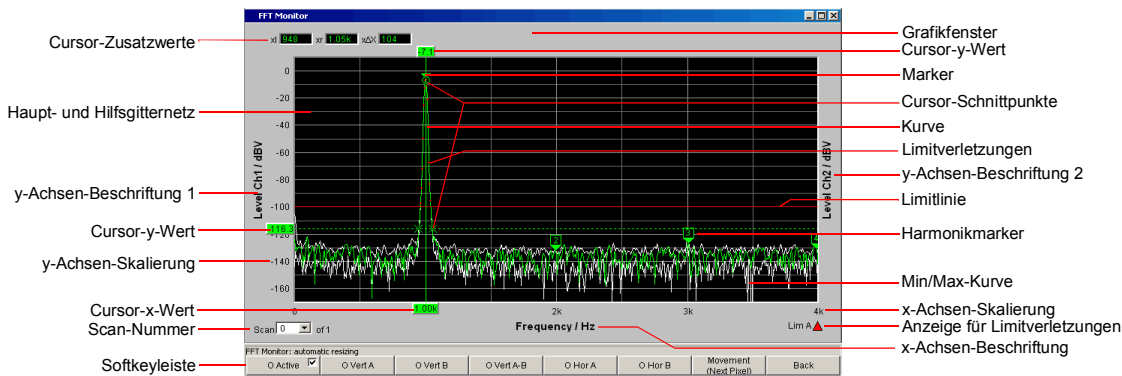 FFT Monitor
Cursor-Zusatzwerte
xl 948 xr 1.05k xΔX 104
Grafikfenster
-7.1
Cursor-y-Wert
0
Marker
-20
Cursor-Schnittpunkte
Haupt- und Hilfsgitternetz
-40
Kurve
-60
Limitverletzungen
-80
Level Ch1 / dBV
Level Ch2 / dBV
y-Achsen-Beschriftung 2
y-Achsen-Beschriftung 1
-100
Limitlinie
Cursor-y-Wert
-116.3
-120
2
3
4
Harmonikmarker
y-Achsen-Skalierung
-140
-160
Min/Max-Kurve
Cursor-x-Wert
0
1.00k
2k
3k
4k
x-Achsen-Skalierung
Scan-Nummer
Scan 0 of 1
Frequency / Hz
Lim A
Anzeige für Limitverletzungen
x-Achsen-Beschriftung
FFT Monitor: automatic resizing
Softkeyleiste
O Active
O Vert A
O Vert B
O Vert A-B
O Hor A
O Hor B
Movement
(Next Pixel)
Back